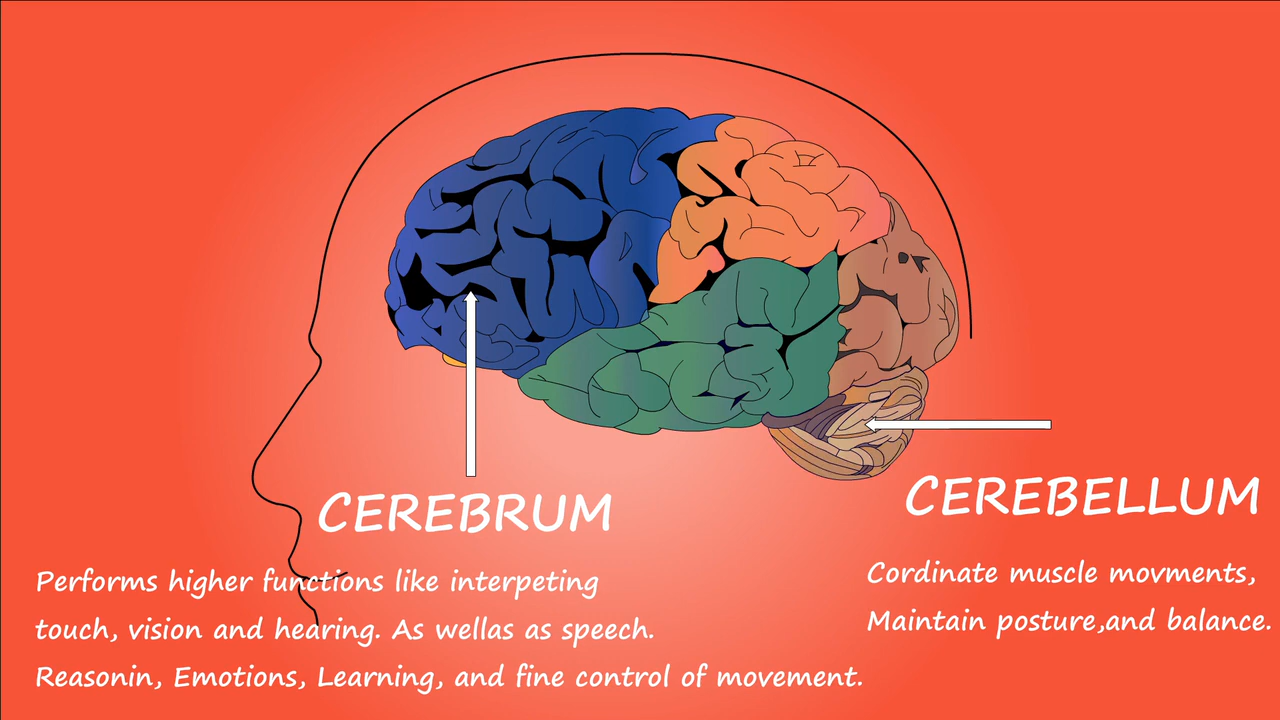 CEREBRUM
Performs higher functions like interpeting
touch, vision and hearing. As wellas as speech.
Reasonin, Emotions, Learning, and fine control of movement.
CEREBELLUM
Cordinate muscle movments,
Maintain posture,and balance.